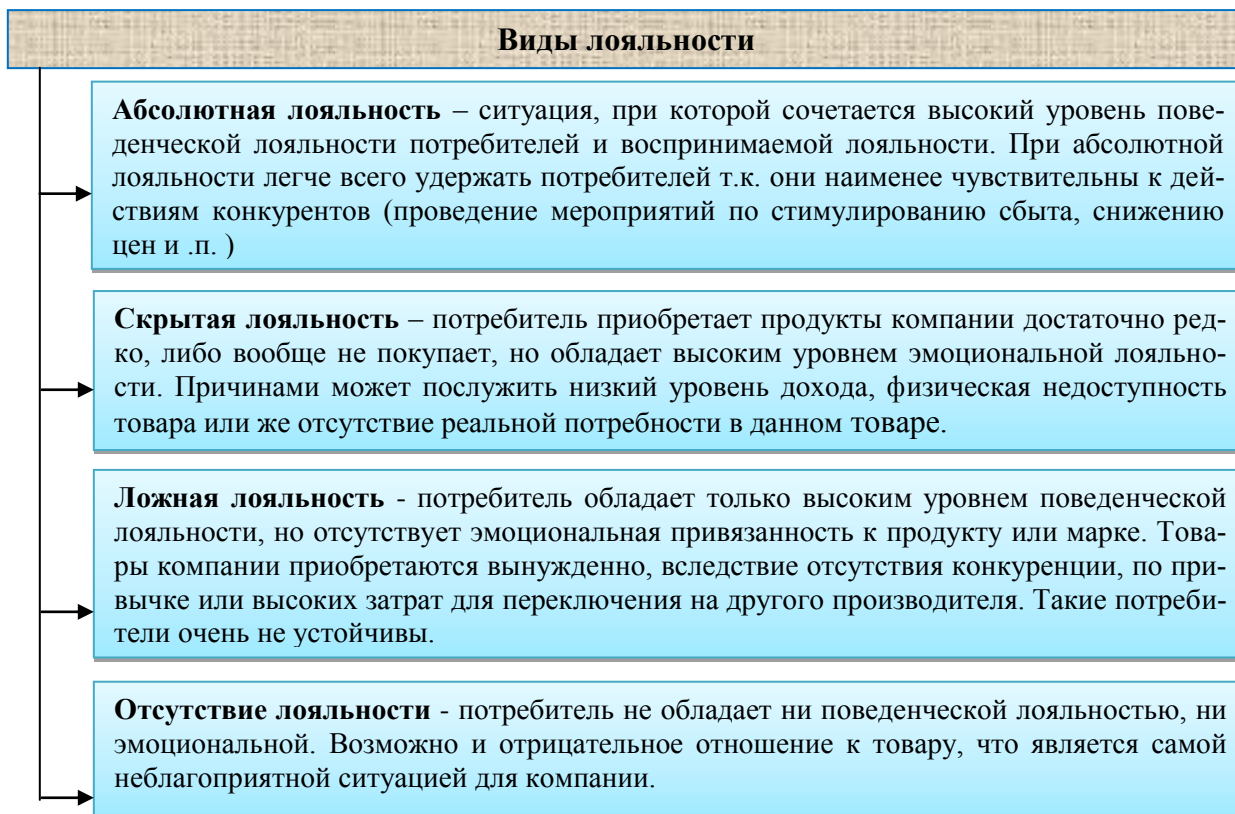 Виды лояльности
Абсолютная лояльность – ситуация, при которой сочетается высокий уровень пове-
денческой лояльности потребителей и воспринимаемой лояльности. При абсолютной
лояльности легче всего удержать потребителей т.к. они наименее чувствительны к дей-
ствиям конкурентов (проведение мероприятий по стимулированию сбыта, снижению
цен и .п. )
Скрытая лояльность – потребитель приобретает продукты компании достаточно ред-
ко, либо вообще не покупает, но обладает высоким уровнем эмоциональной лояльно-
сти. Причинами может послужить низкий уровень дохода, физическая недоступность
товара или же отсутствие реальной потребности в данном товаре.
Ложная лояльность - потребитель обладает только высоким уровнем поведенческой
лояльности, но отсутствует эмоциональная привязанность к продукту или марке. Това-
ры компании приобретаются вынужденно, вследствие отсутствия конкуренции, по при-
вычке или высоких затрат для переключения на другого производителя. Такие потреби-
тели очень не устойчивы.
Отсутствие лояльности - потребитель не обладает ни поведенческой лояльностью, ни
эмоциональной. Возможно и отрицательное отношение к товару, что является самой
неблагоприятной ситуацией для компании.